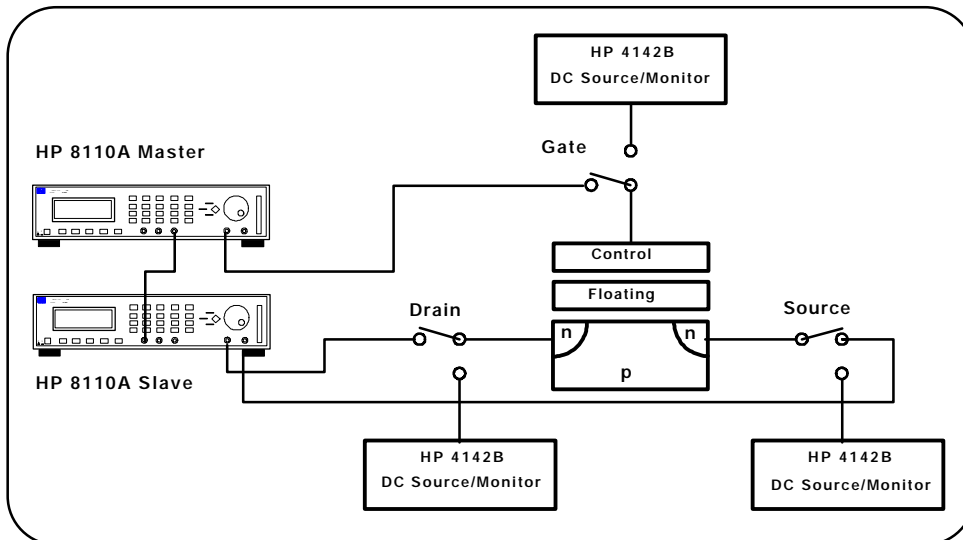 HP 4142B
DC Source/Monitor
Gate
HP 8110A Master
Control
Floating
Drain
Source
n
n
p
HP 8110A Slave
HP 4142B
DC Source/Monitor
HP 4142B
DC Source/Monitor